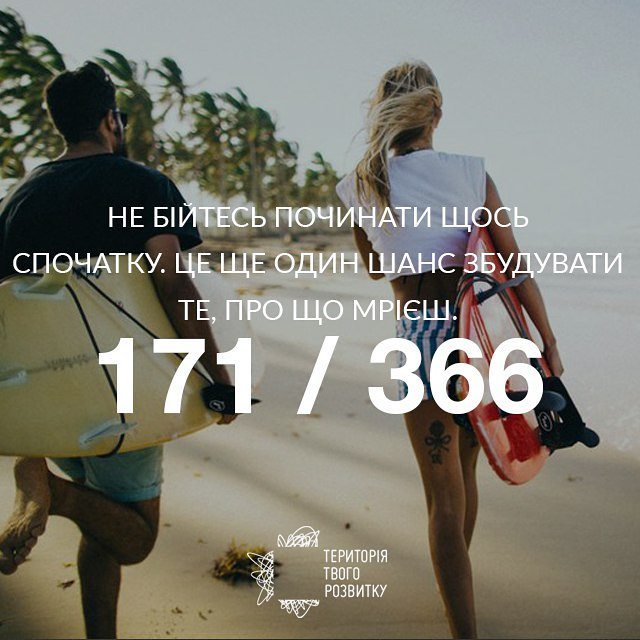 НЕ БІЙТЕСЬ ПОЧИНАТИ ЩОСЬ
СПОЧАТКУ. ЦЕ ЩЕ ОДИН ШАНС ЗБУДУВАТИ
ТЕ, ПРО ЩО МРІЄШ.
171 / 366
ТЕРИТОРІЯ
ТВОГО
РОЗВИТКУ